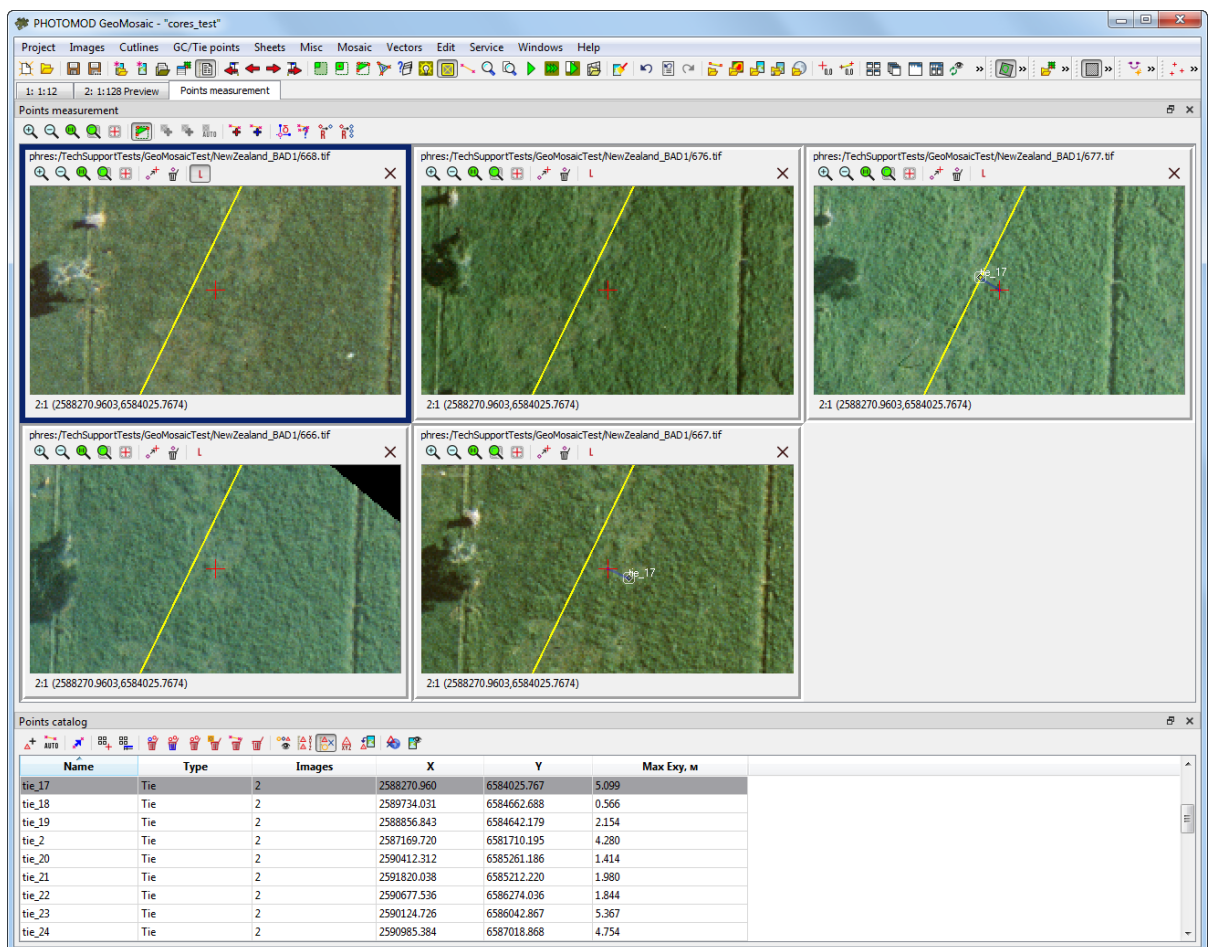 PHOTOMOD GeoMosaic - "cores_test"
Project Images Cutlines GC/Tie points Sheets Misc Mosaic Vectors Edit Service Windows Help
1: 1:12 2: 1:128 Preview Points measurement
Points measurement
AUTO
phres:/TechSupportTests/GeoMosaicTest/NewZealand_BAD1/668.tif
L
2:1 (2588270.9603,6584025.7674)
phres:/TechSupportTests/GeoMosaicTest/NewZealand_BAD1/676.tif
L
2:1 (2588270.9603,6584025.7674)
phres:/TechSupportTests/GeoMosaicTest/NewZealand_BAD1/677.tif
L
tie_17
2:1 (2588270.9603,6584025.7674)
phres:/TechSupportTests/GeoMosaicTest/NewZealand_BAD1/666.tif
L
2:1 (2588270.9603,6584025.7674)
phres:/TechSupportTests/GeoMosaicTest/NewZealand_BAD1/667.tif
L
tie_17
2:1 (2588270.9603,6584025.7674)
Points catalog
AUTO
Name Type Images X Y Max Exy, м
tie_17 Tie 2 2588270.960 6584025.767 5.099
tie_18 Tie 2 2589734.031 6584662.688 0.566
tie_19 Tie 2 2588856.843 6584642.179 2.154
tie_2 Tie 2 2587169.720 6581710.195 4.280
tie_20 Tie 2 2590412.312 6585261.186 1.414
tie_21 Tie 2 2591820.038 6585212.220 1.980
tie_22 Tie 2 2590677.536 6586274.036 1.844
tie_23 Tie 2 2590124.726 6586042.867 5.367
tie_24 Tie 2 2590985.384 6587018.868 4.754